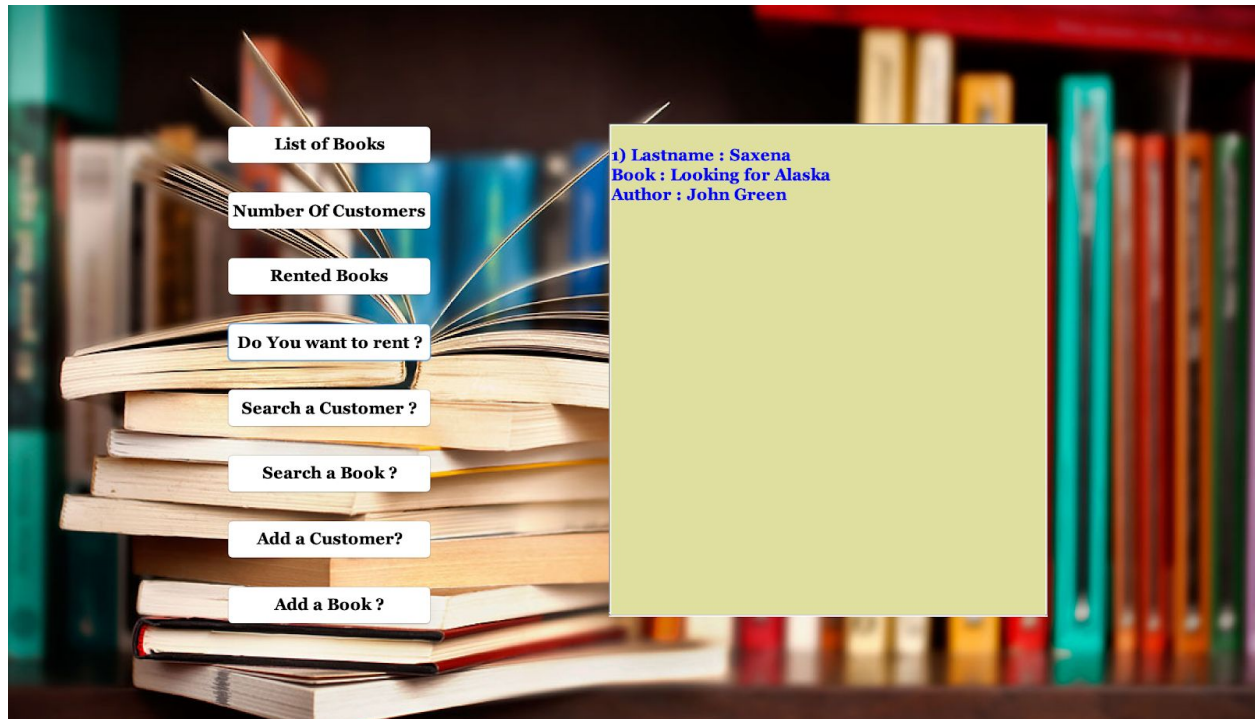 List of Books
Number Of Customers
Rented Books
Do You want to rent ?
Search a Customer ?
Search a Book ?
Add a Customer?
Add a Book ?
1) Lastname : Saxena
Book : Looking for Alaska
Author : John Green